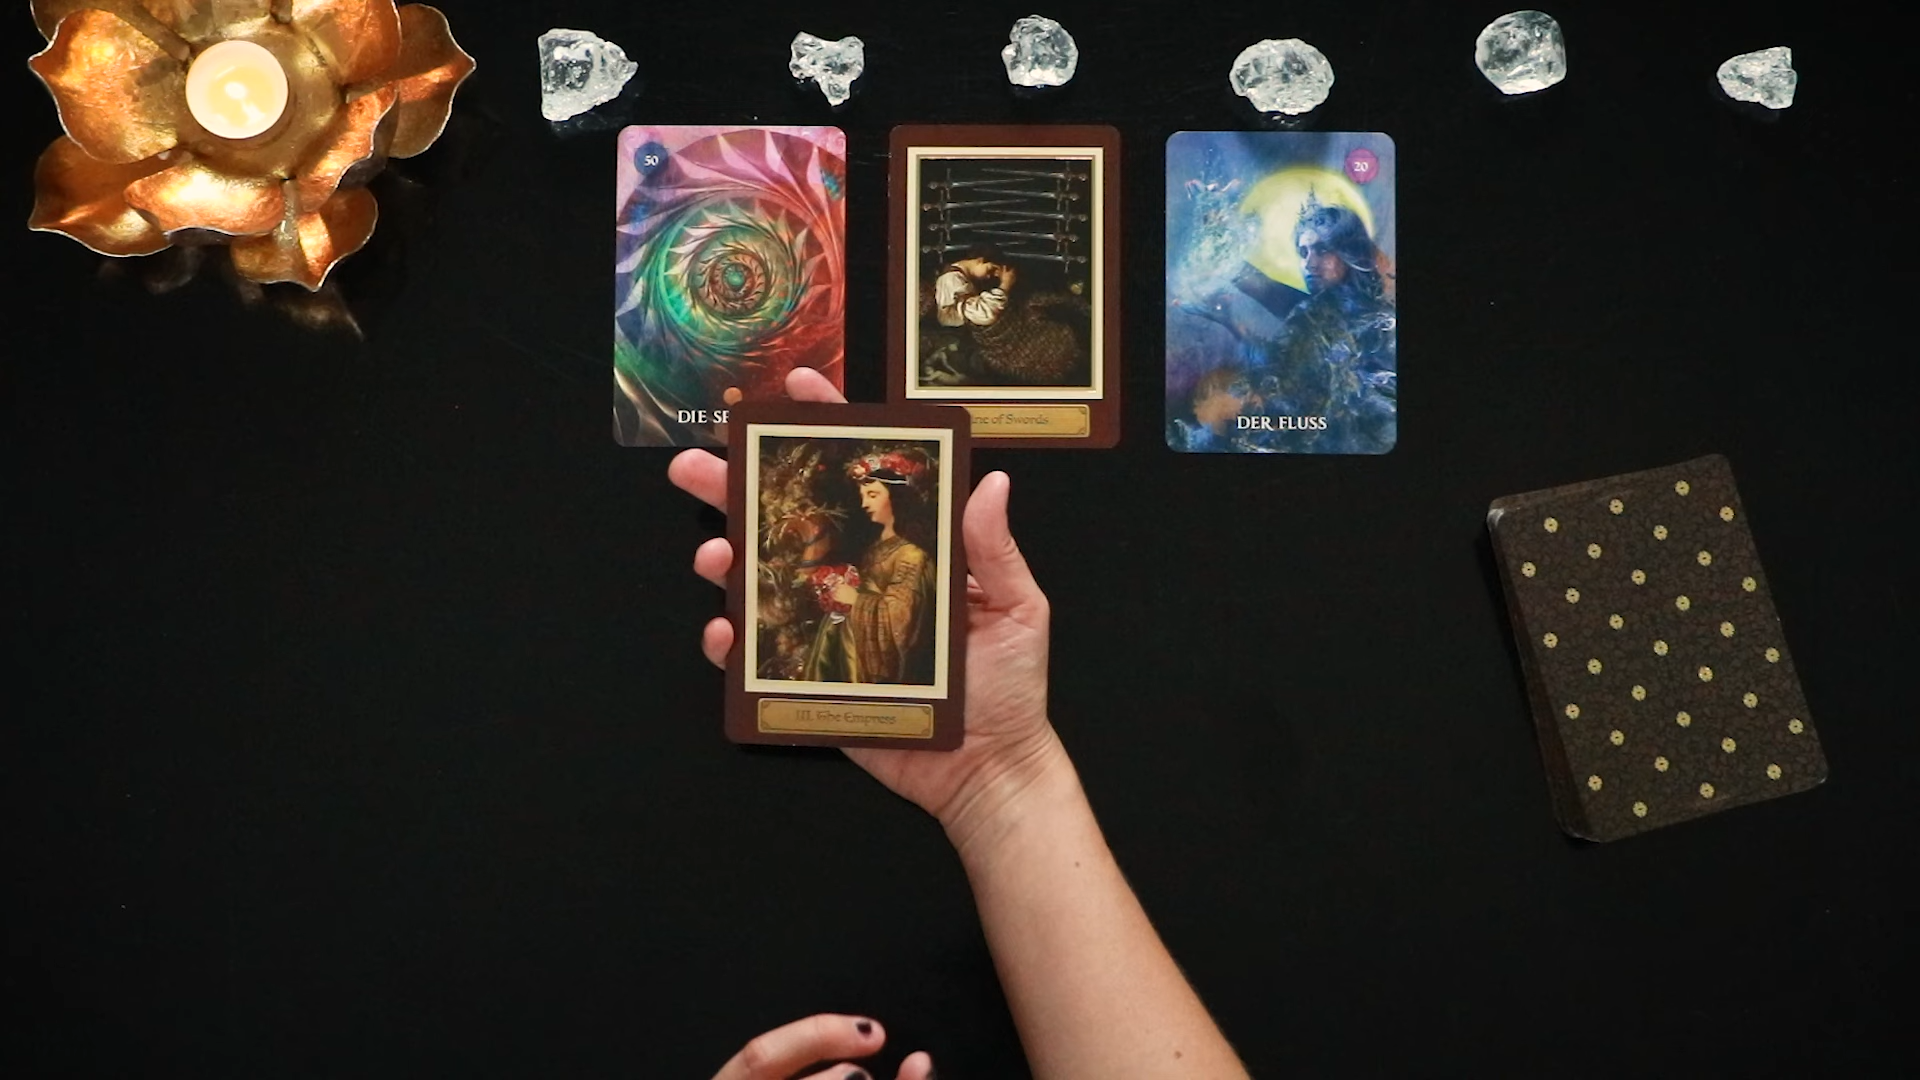 50
DIE SE
ne of Swords
20
DER FLUSS
III. The Empress